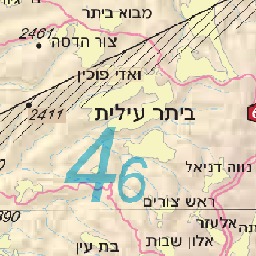 מבוא ביתר
2461
צור הדסה
ואדי פוכין
ביתר עילית
2411
46
נווה דניאל
ראש צורים
אלעזר
אלון שבות
בת עין